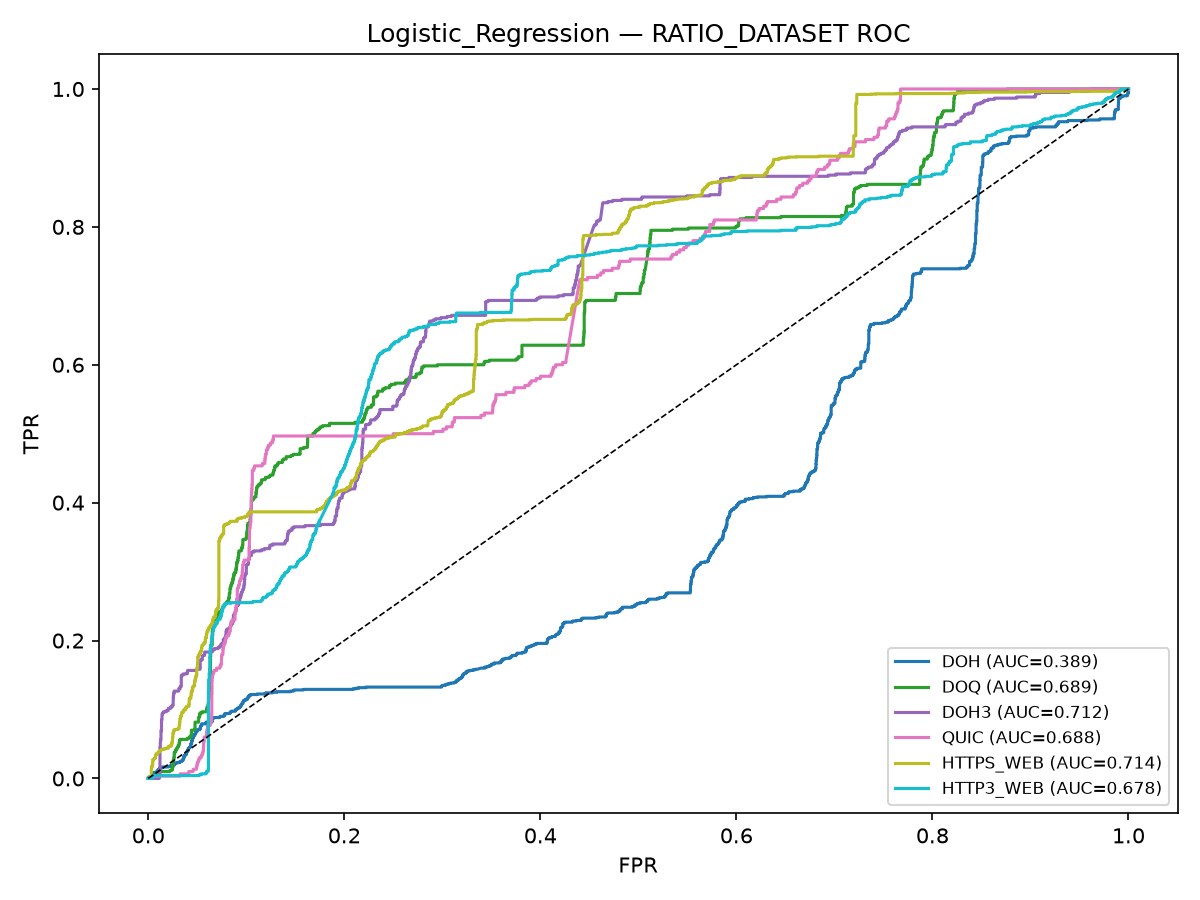 Logistic_Regression — RATIO_DATASET ROC
TPR
1.0
0.8
0.6
0.4
0.2
0.0
DOH (AUC=0.389)
DOQ (AUC=0.689)
DOH3 (AUC=0.712)
QUIC (AUC=0.688)
HTTPS_WEB (AUC=0.714)
HTTP3_WEB (AUC=0.678)
0.0 0.2 0.4 0.6 0.8 1.0
FPR